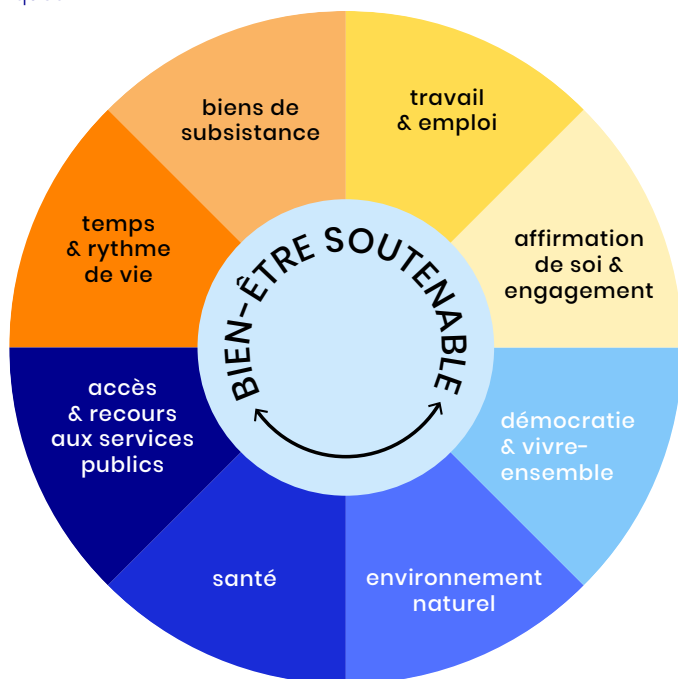 biens de
subsistance
travail
& emploi
affirmation
de soi &
engagement
démocratie
& vivre-
ensemble
environnement
naturel
santé
accès
& recours
aux services
publics
temps
& rythme
de vie
BIEN-ÊTRE SOUTENABLE